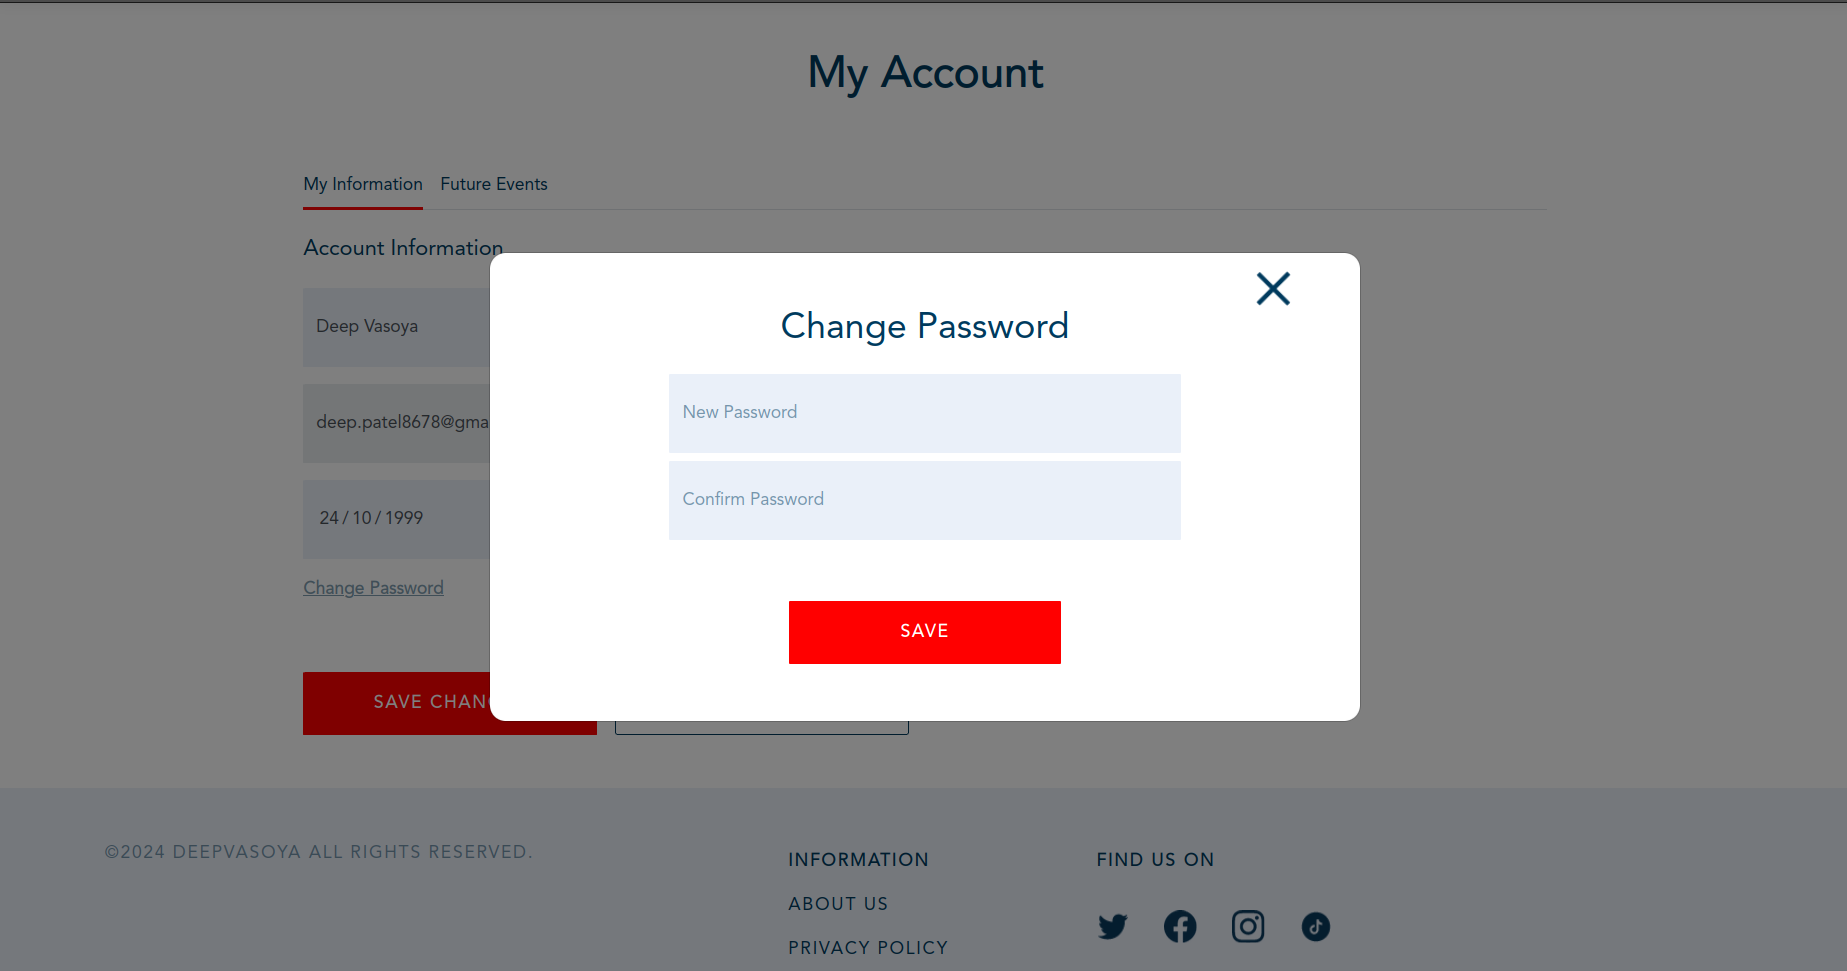 My Account
My Information Future Events
Account Information
Deep Vasoya
deep.patel8678@gma
24 / 10 / 1999
Change Password
SAVE CHAN
Change Password
New Password
Confirm Password
SAVE
©2024 DEEPVASOYA ALL RIGHTS RESERVED.
INFORMATION
ABOUT US
PRIVACY POLICY
FIND US ON